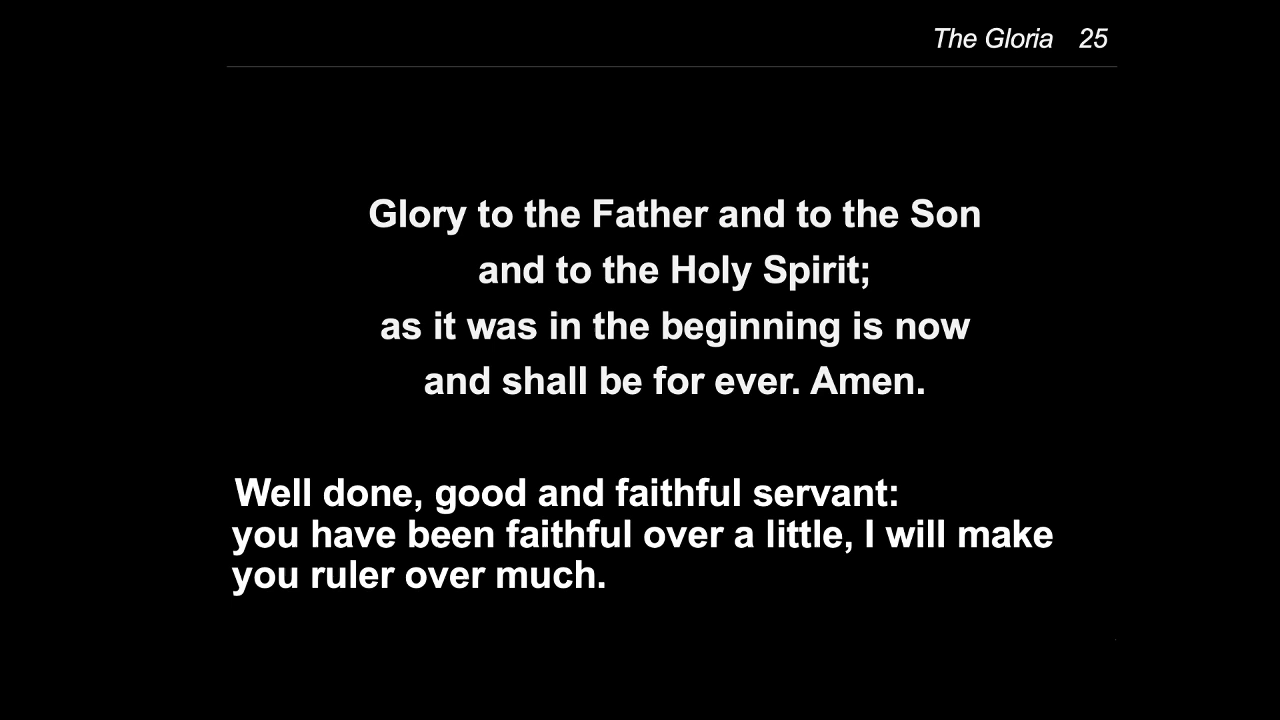 The Gloria 25
Glory to the Father and to the Son
and to the Holy Spirit;
as it was in the beginning is now
and shall be for ever. Amen.
Well done, good and faithful servant:
you have been faithful over a little, I will make
you ruler over much.